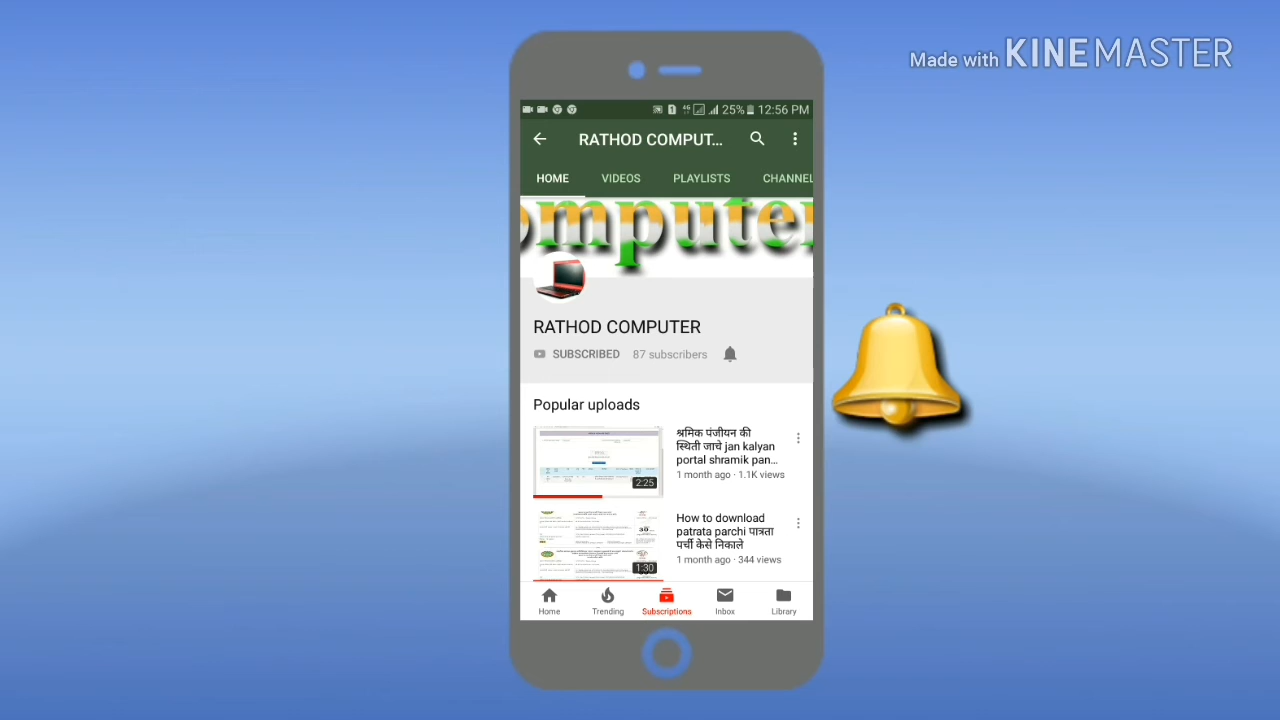 Made with KINEMASTER
25% 12:56 PM
RATHOD COMPUT...
HOME VIDEOS PLAYLISTS CHANNEL
omputer
RATHOD COMPUTER
SUBSCRIBED 87 subscribers
Popular uploads
श्रमिक पंजीयन की
स्थिती जाचे jan kalyan
portal shramik pan...
1 month ago · 1.1K views
2:25
How to download
patrata parchi पात्रता
पर्ची केसे निकाले
1 month ago · 344 views
1:30
Home Trending Subscriptions Inbox Library